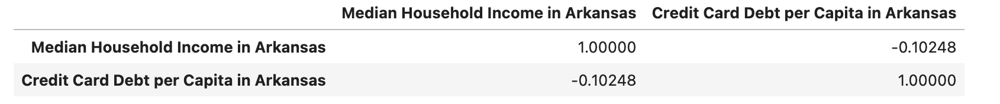 Median Household Income in Arkansas Credit Card Debt per Capita in Arkansas
Median Household Income in Arkansas 1.00000 -0.10248
Credit Card Debt per Capita in Arkansas -0.10248 1.00000